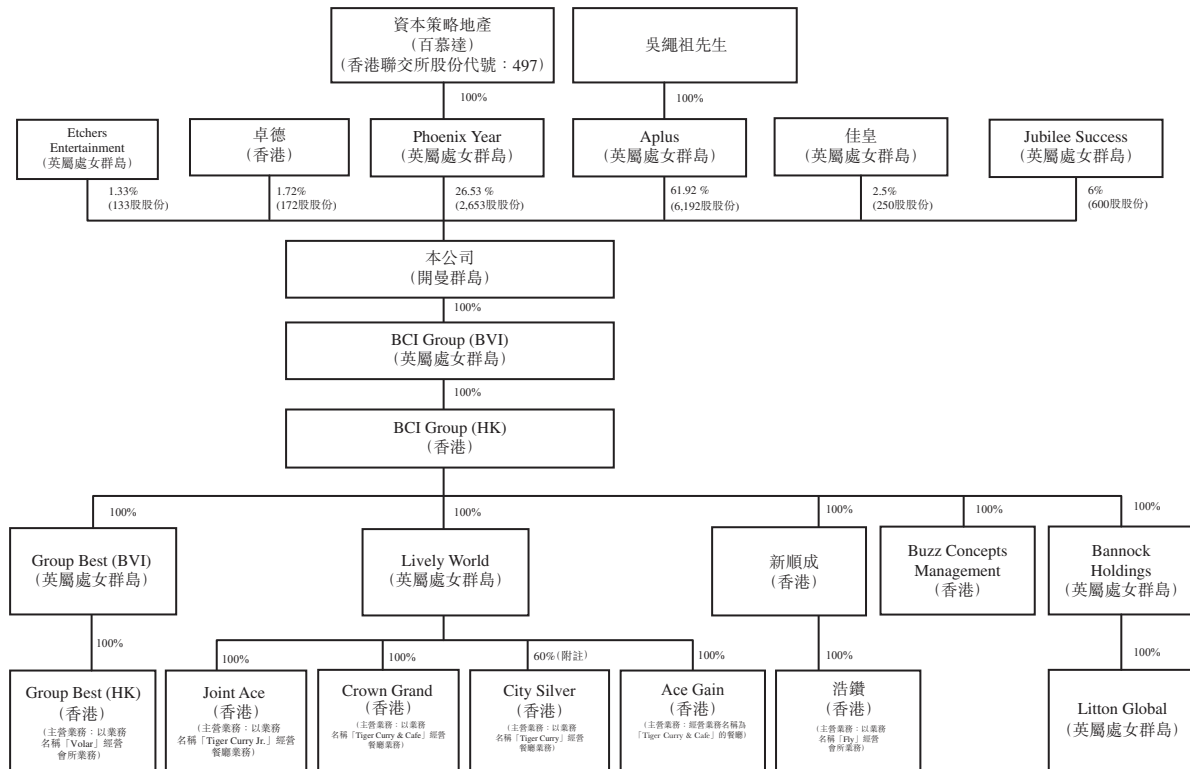 資本策略地產
(百慕達)
(香港聯交所股份代號：497)
吳繩祖先生
100%
100%
Etchers
Entertainment
(英屬處女群島)
卓德
(香港)
Phoenix Year
(英屬處女群島)
Aplus
(英屬處女群島)
佳皇
(英屬處女群島)
Jubilee Success
(英屬處女群島)
1.33%
(133股股份)
1.72%
(172股股份)
26.53 %
(2,653股股份)
61.92 %
(6,192股股份)
2.5%
(250股股份)
6%
(600股股份)
本公司
(開曼群島)
100%
BCI Group (BVI)
(英屬處女群島)
100%
BCI Group (HK)
(香港)
100%
100%
100%
100%
100%
Group Best (BVI)
(英屬處女群島)
Lively World
(英屬處女群島)
新順成
(香港)
Buzz Concepts
Management
(香港)
Bannock
Holdings
(英屬處女群島)
100%
100%
100%
60%(附註)
100%
100%
100%
Group Best (HK)
(香港)
(主營業務：以業務
名稱「Volar」經營
會所業務)
Joint Ace
(香港)
(主營業務：以業務
名稱「Tiger Curry Jr.」經營
餐廳業務)
Crown Grand
(香港)
(主營業務：以業務
名稱「Tiger Curry & Cafe」經營
餐廳業務)
City Silver
(香港)
(主營業務：以業務
名稱「Tiger Curry」經營
餐廳業務)
Ace Gain
(香港)
(主營業務：經營業務名稱為
「Tiger Curry & Cafe」的餐廳)
浩鑽
(香港)
(主營業務：以業務
名稱「Fly」經營
會所業務)
Litton Global
(英屬處女群島)